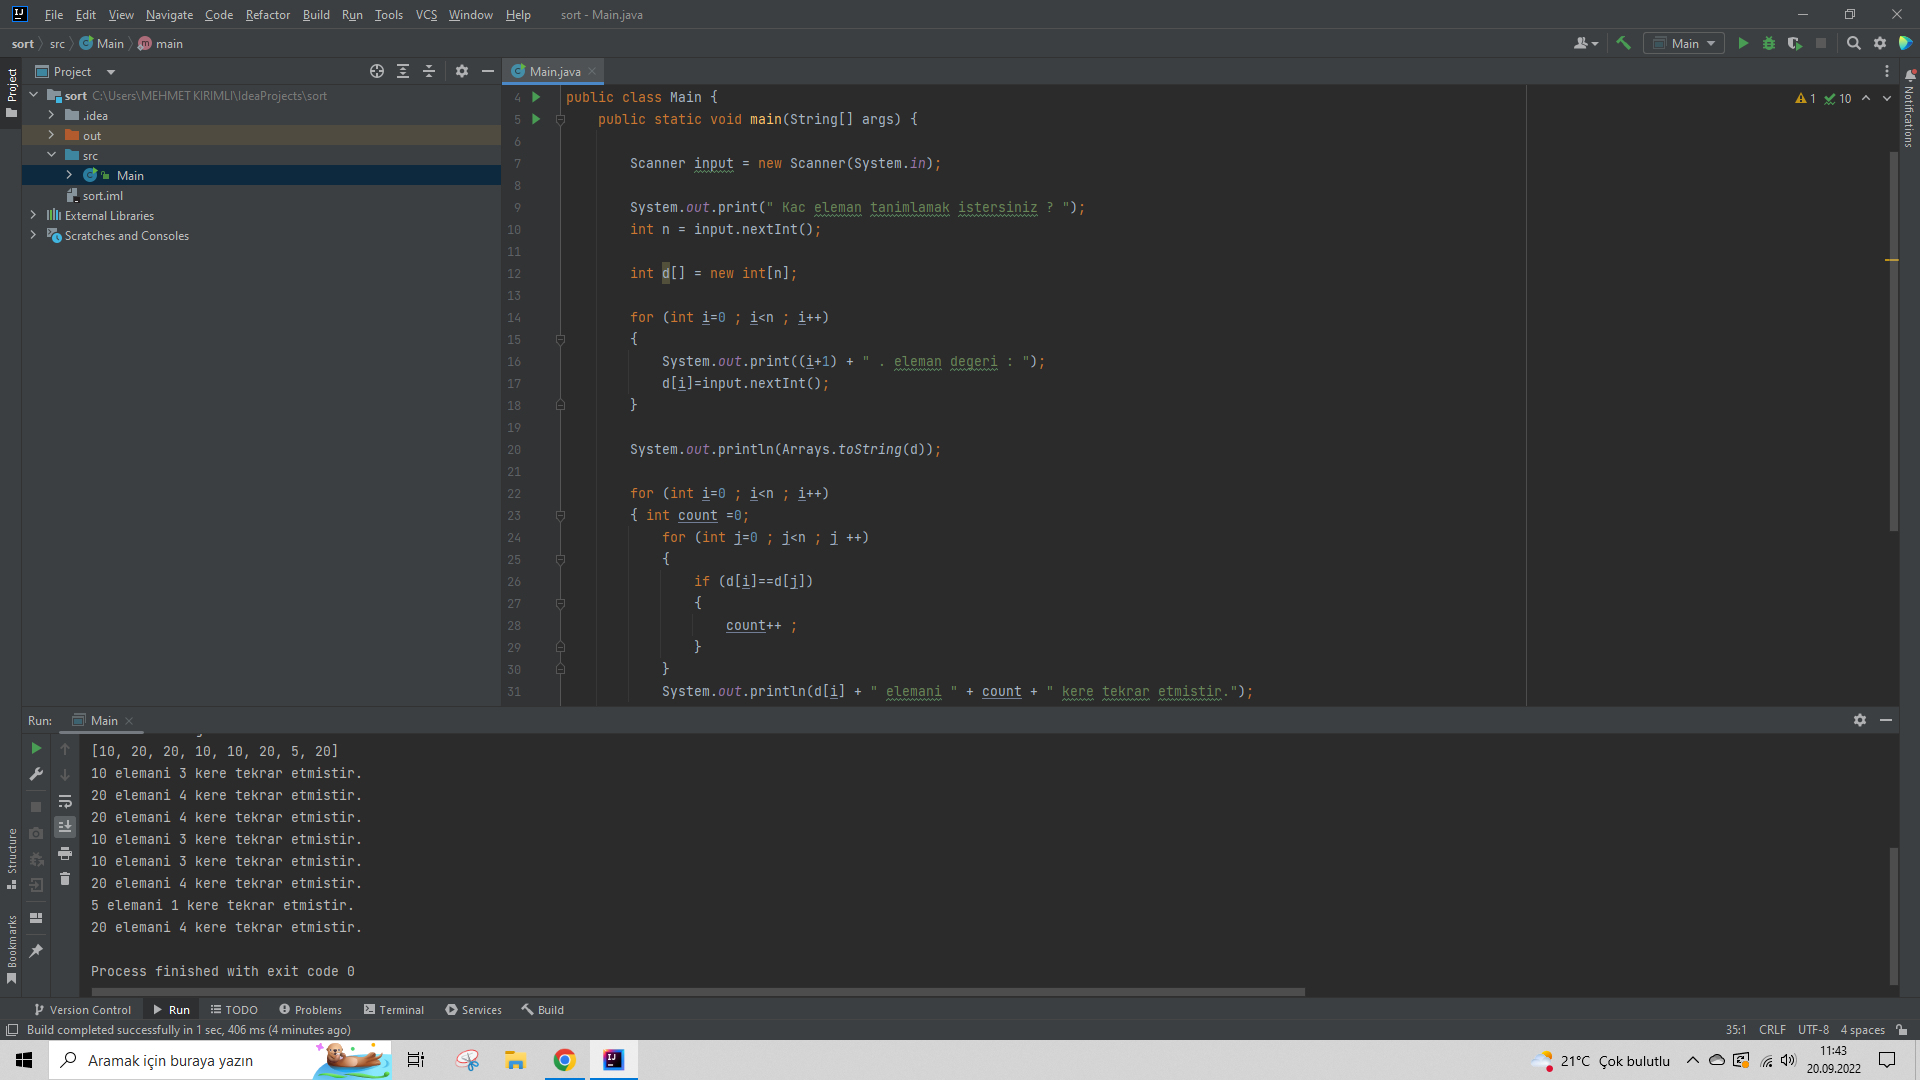 File Edit View Navigate Code Refactor Build Run Tools VCS Window Help sort - Main.java
sort src Main main
Main
Project
Project
Main.java
Notifications
sort C:\Users\MEHMET KIRIMLI\IdeaProjects\sort
.idea
out
src
Main
sort.iml
External Libraries
Scratches and Consoles
1 10
4 public class Main {
5 public static void main(String[] args) {
6
7 Scanner input = new Scanner(System.in);
8
9 System.out.print(" Kac eleman tanimlamak istersiniz ? ");
10 int n = input.nextInt();
11
12 int d[] = new int[n];
13
14 for (int i=0 ; i<n ; i++)
15 {
16 System.out.print((i+1) + " . eleman degeri : ");
17 d[i]=input.nextInt();
18 }
19
20 System.out.println(Arrays.toString(d));
21
22 for (int i=0 ; i<n ; i++)
23 { int count =0;
24 for (int j=0 ; j<n ; j ++)
25 {
26 if (d[i]==d[j])
27 {
28 count++ ;
29 }
30 }
31 System.out.println(d[i] + " elemani " + count + " kere tekrar etmistir.");
Run: Main
[10, 20, 20, 10, 10, 20, 5, 20]
10 elemani 3 kere tekrar etmistir.
20 elemani 4 kere tekrar etmistir.
20 elemani 4 kere tekrar etmistir.
10 elemani 3 kere tekrar etmistir.
10 elemani 3 kere tekrar etmistir.
20 elemani 4 kere tekrar etmistir.
5 elemani 1 kere tekrar etmistir.
20 elemani 4 kere tekrar etmistir.
Process finished with exit code 0
Structure
Bookmarks
Version Control Run TODO Problems Terminal Services Build
Build completed successfully in 1 sec, 406 ms (4 minutes ago)
35:1 CRLF UTF-8 4 spaces
Aramak için buraya yazın
21°C Çok bulutlu
11:43
20.09.2022